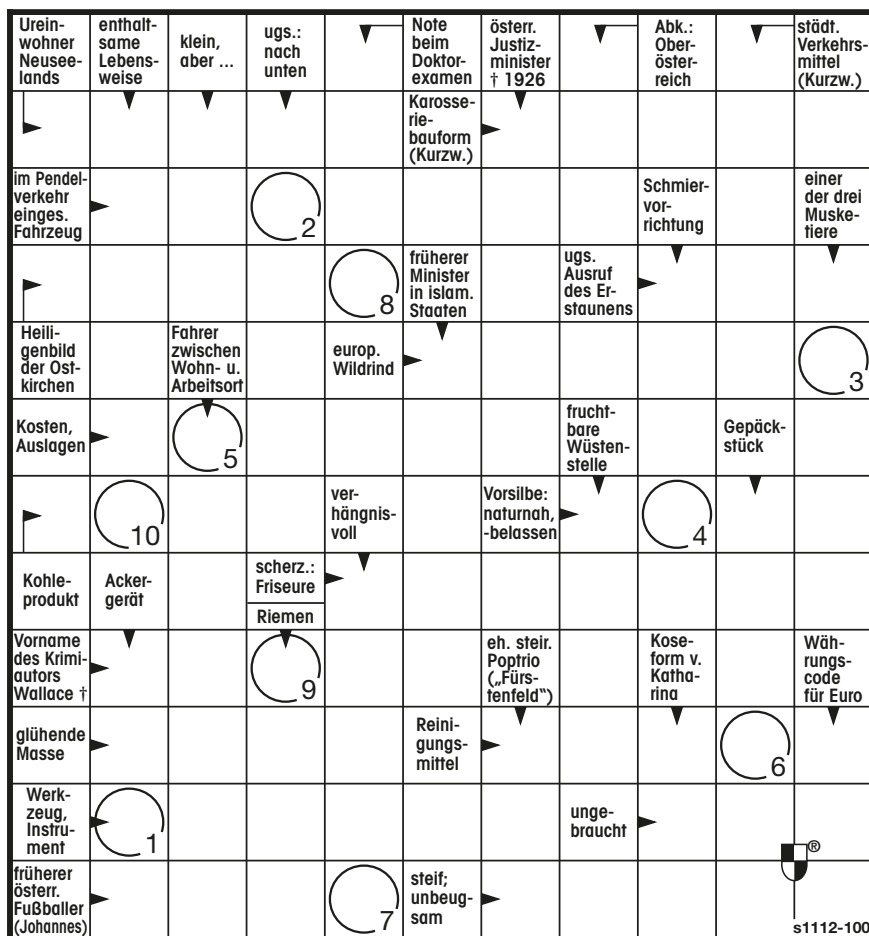 Urein-
wohner
Neusee-
lands
enthalt-
same
Lebens-
weise
klein,
aber ...
ugs.:
nach
unten
Note
beim
Doktor-
examen
österr.
Justiz-
minister
† 1926
Abk.:
Ober-
öster-
reich
städt.
Verkehrs-
mittel
(Kurzw.)
Karosse-
rie-
bauform
(Kurzw.)
im Pendel-
verkehr
einges.
Fahrzeug
2
Schmier-
vor-
richtung
einer
der drei
Muske-
tiere
8
früherer
Minister
in islam.
Staaten
ugs.
Ausruf
des Er-
staunens
Heili-
genbild
der Ost-
kirchen
Fahrer
zwischen
Wohn- u.
Arbeitsort
europ.
Wildrind
3
Kosten,
Auslagen
5
frucht-
bare
Wüsten-
stelle
Gepäck-
stück
10
ver-
hängnis-
voll
Vorsilbe:
naturnah,
-belassen
4
Kohle-
produkt
Acker-
gerät
scherz.:
Friseure
Riemen
Vorname
des Krimi-
autors
Wallace †
9
eh. steir.
Poptrio
(„Fürs-
tenfeld“)
Kose-
form v.
Katha-
rina
Wäh-
rungs-
code
für Euro
glühende
Masse
Reini-
gungs-
mittel
6
Werk-
zeug,
Instru-
ment
1
unge-
braucht
®
früherer
österr.
Fußballer
(Johannes)
7
steif;
unbeug-
sam
s1112-100